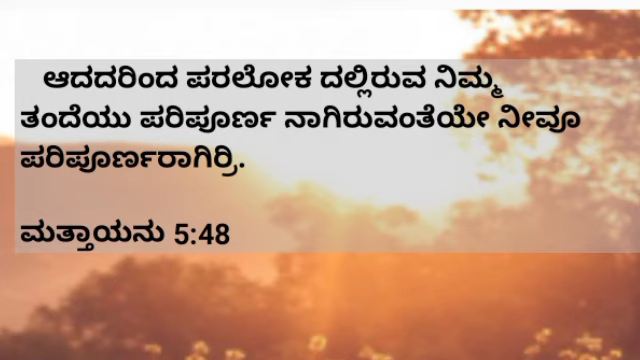 ಆದದರಿಂದ ಪರಲೋಕ ದಲ್ಲಿರುವ ನಿಮ್ಮ
ತಂದೆಯು ಪರಿಪೂರ್ಣ ನಾಗಿರುವಂತೆಯೇ ನೀವೂ
ಪರಿಪೂರ್ಣರಾಗಿರ್ರಿ.
ಮತ್ತಾಯನು 5:48